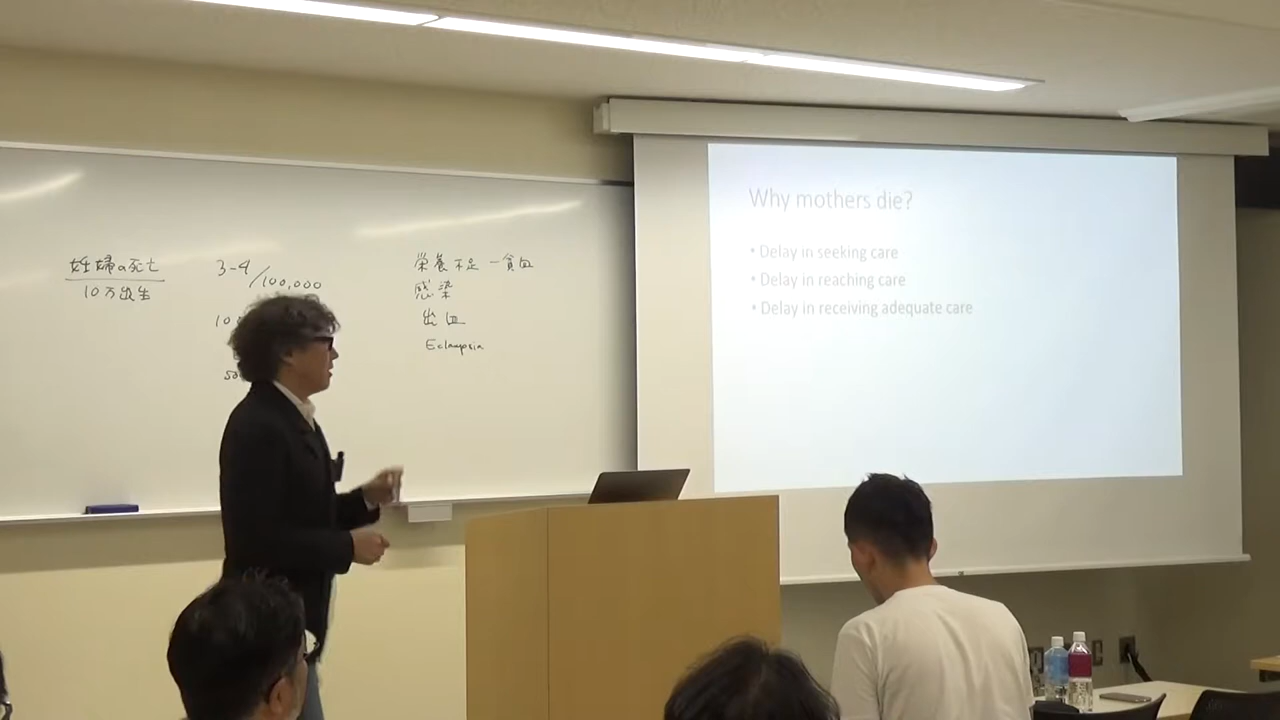 妊婦の死亡
10万出生
3-4/100,000
栄養不足 - 貧血
感染
出血
Eclampsia
Why mothers die?
• Delay in seeking care
• Delay in reaching care
• Delay in receiving adequate care